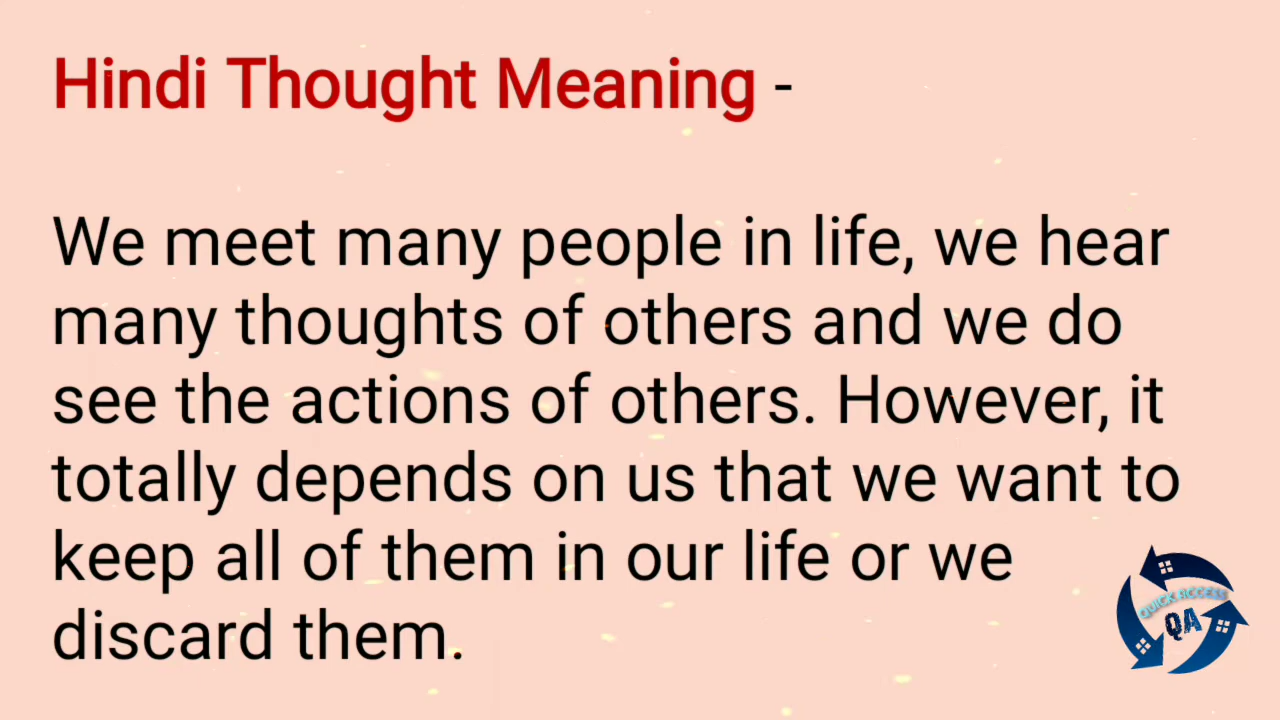 Hindi Thought Meaning -
We meet many people in life, we hear
many thoughts of others and we do
see the actions of others. However, it
totally depends on us that we want to
keep all of them in our life or we
discard them.
QUICK ACCESS
QA